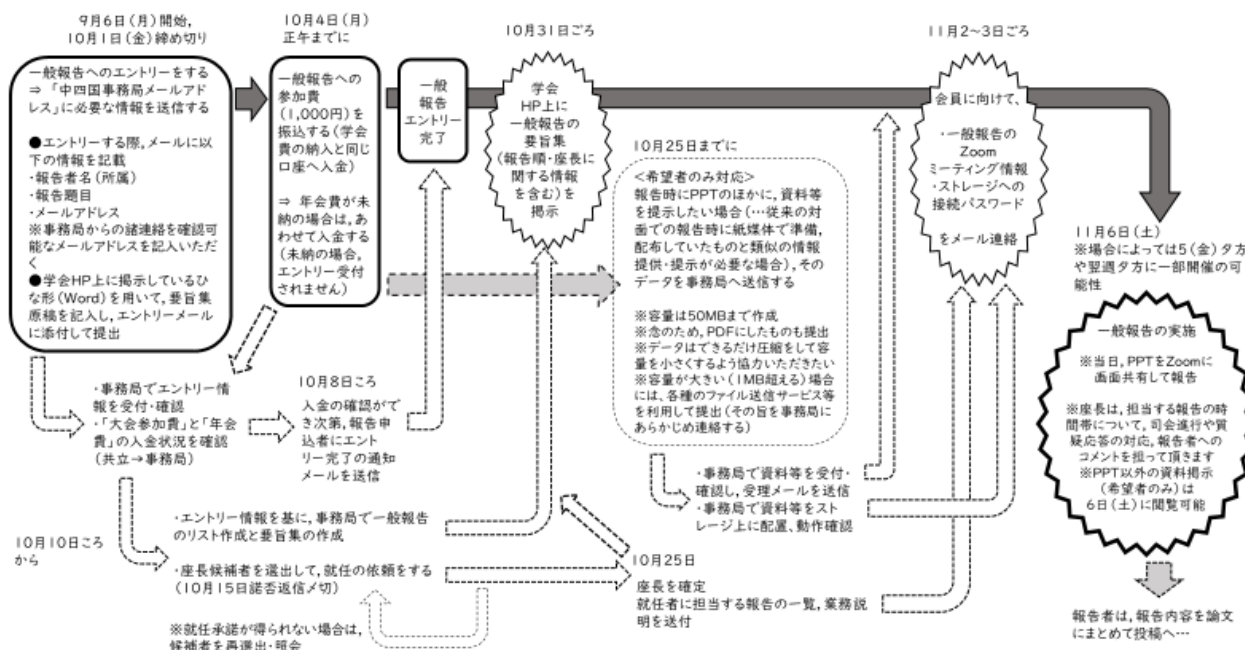 9月6日(月)開始,
10月1日(金)締め切り
一般報告へのエントリーをする
⇒「中四国事務局メールアド
レス」に必要な情報を送信する
●エントリーする際,メールに以
下の情報を記載
・報告者名(所属)
・報告題目
・メールアドレス
※事務局からの諸連絡を確認可
能なメールアドレスを記入いただ
く
●学会HP上に掲示しているひ
な形(Word)を用いて,要旨集
原稿を記入し,エントリーメール
に添付して提出
10月4日(月)
正午までに
一般報告への
参加費
(1,000円)を
振込する(学会
費の納入と同じ
口座へ入金)
⇒ 年会費が未
納の場合は,あ
わせて入金する
(未納の場合,
エントリー受付
されません)
一般
報告
エントリー
完了
10月31日ごろ
学会
HP上に
一般報告の
要旨集
(報告順・座長に
関する情報
を含む)を
掲示
10月25日までに
<希望者のみ対応>
報告時にPPTのほかに,資料等
を提示したい場合(…従来の対
面での報告時に紙媒体で準備,
配布していたものと類似の情報
提供・提示が必要な場合),その
データを事務局へ送信する
※容量は50MBまで作成
※念のため,PDFにしたものも提出
※データはできるだけ圧縮をして容
量を小さくするよう協力いただきたい
※容量が大きい(1MB超える)場合
には,各種のファイル送信サービス等
を利用して提出(その旨を事務局に
あらかじめ連絡する)
11月2~3日ごろ
会員に向けて、
・一般報告の
Zoom
ミーティング情報
・ストレージへの
接続パスワード
をメール連絡
11月6日(土)
※場合によっては5(金)夕方
や翌週夕方に一部開催の可
能性
一般報告の実施
※当日,PPTをZoomに
画面共有して報告
※座長は,担当する報告の時
間帯について,司会進行や質
疑応答の対応,報告者への
コメントを担って頂きます
※PPT以外の資料掲示
(希望者のみ)は
6日(土)に閲覧可能
報告者は,報告内容を論文
にまとめて投稿へ…
・事務局でエントリー情
報を受付・確認
・「大会参加費」と「年会
費」の入金状況を確認
(共立→事務局)
10月8日ころ
入金の確認がで
き次第,報告申
込者にエント
リー完了の通知
メールを送信
・事務局で資料等を受付・
確認し,受理メールを送信
・事務局で資料等をスト
レージ上に配置、動作確認
10月10日ころ
から
・エントリー情報を基に,事務局で一般報告
のリスト作成と要旨集の作成
・座長候補者を選出して,就任の依頼をする
(10月15日諾否返信〆切)
※就任承諾が得られない場合は,
候補者を再選出・照会
10月25日
座長を確定
就任者に担当する報告の一覧,業務説
明を送付